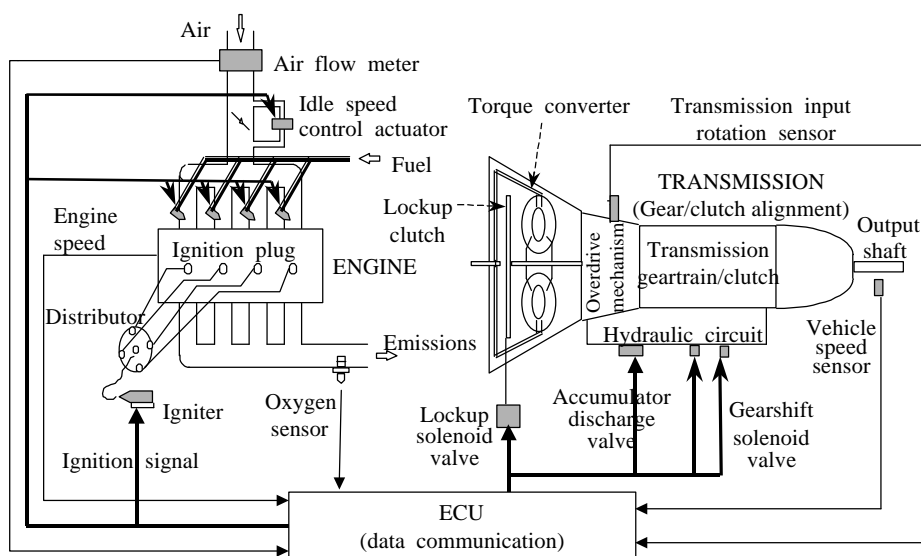 Air
Air flow meter
Idle speed
control actuator
Fuel
Engine
speed
Ignition plug
ENGINE
Distributor
Emissions
Igniter
Oxygen
sensor
Ignition signal
Torque converter
Transmission input
rotation sensor
Lockup
clutch
TRANSMISSION
(Gear/clutch alignment)
Output
shaft
Overdrive
mechanism
Transmission
geartrain/clutch
Hydraulic circuit
Vehicle
speed
sensor
Lockup
solenoid
valve
Accumulator
discharge
valve
Gearshift
solenoid
valve
ECU
(data communication)